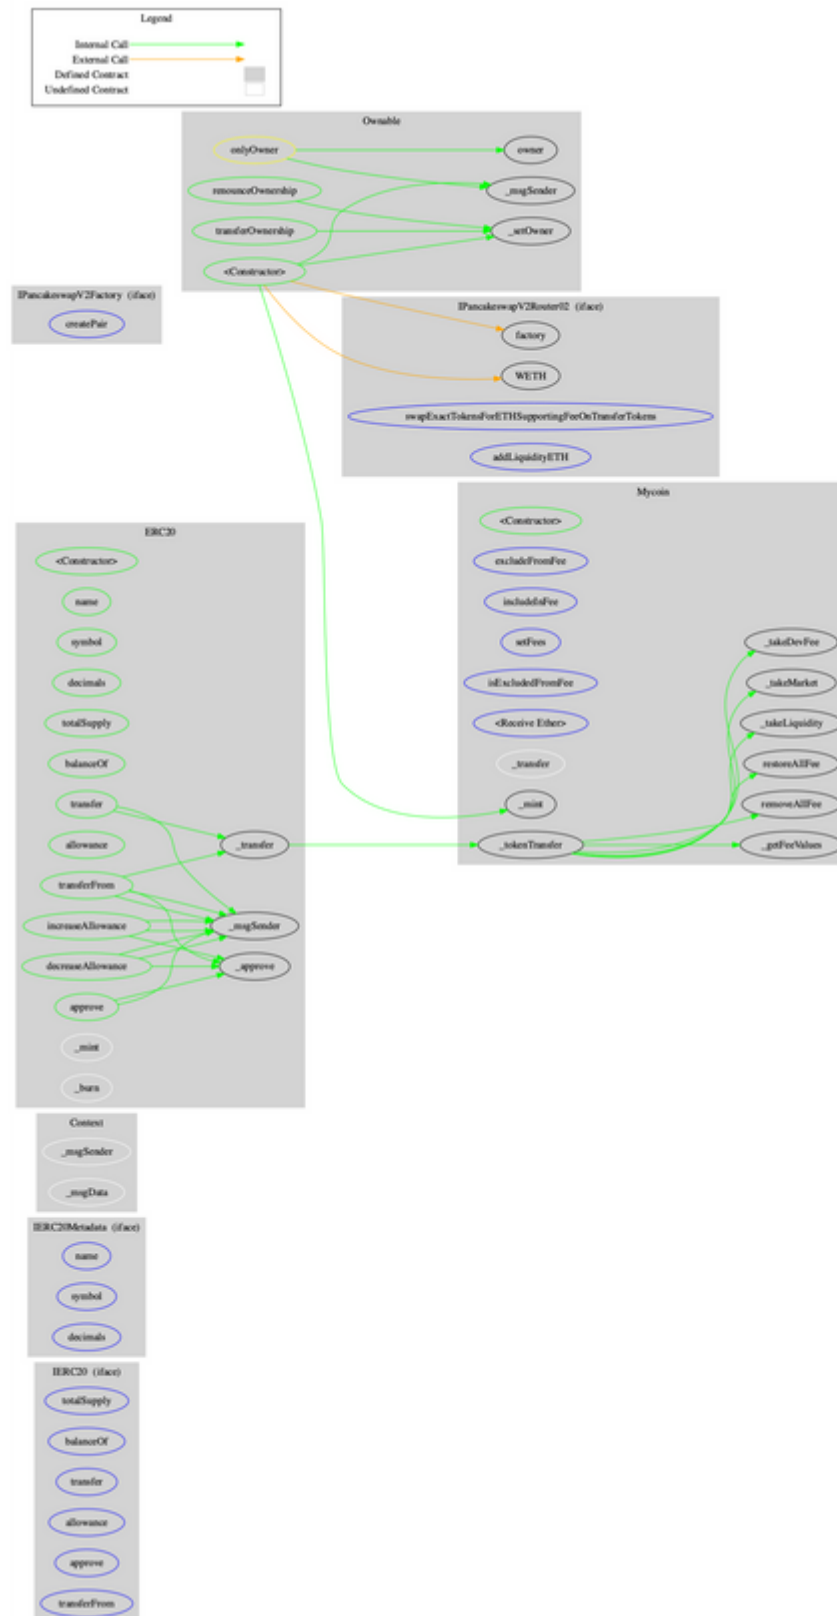 Legend
Internal Call
External Call
Defined Contract
Undefined Contract
Ownable
onlyOwner
owner
renounceOwnership
_msgSender
transferOwnership
_setOwner
<Constructor>
IPancakeswapV2Factory (iface)
createPair
IPancakeswapV2Router02 (iface)
factory
WETH
swapExactTokensForETHSupportingFeeOnTransferTokens
addLiquidityETH
Mycoin
<Constructor>
excludeFromFee
includeInFee
setFees
isExcludedFromFee
<Receive Ether>
_transfer
_mint
_tokenTransfer
_takeDevFee
_takeMarket
_takeLiquidity
restoreAllFee
removeAllFee
_getFeeValues
ERC20
<Constructor>
name
symbol
decimals
totalSupply
balanceOf
transfer
allowance
transferFrom
increaseAllowance
decreaseAllowance
approve
_mint
_burn
_transfer
_msgSender
_approve
Context
_msgSender
_msgData
IERC20Metadata (iface)
name
symbol
decimals
IERC20 (iface)
totalSupply
balanceOf
transfer
allowance
approve
transferFrom